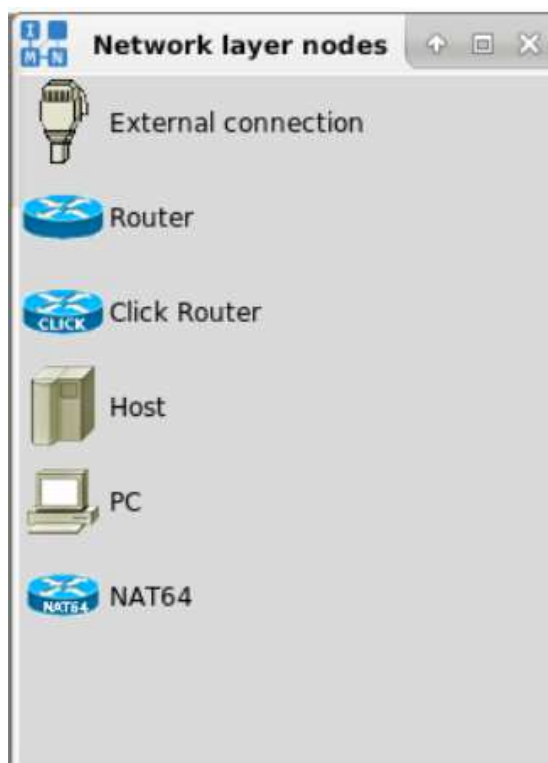 I
M N
Network layer nodes
External connection
Router
CLICK
Click Router
Host
PC
NAT64
NAT64